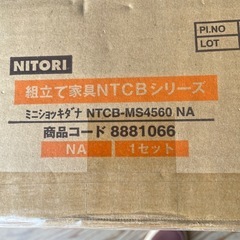 PI.NO
LOT
NITORI
組立て家具NTCBシリーズ
ミニショッキダナ NTCB-MS4560 NA
商品コード 8881066
NA 1セット